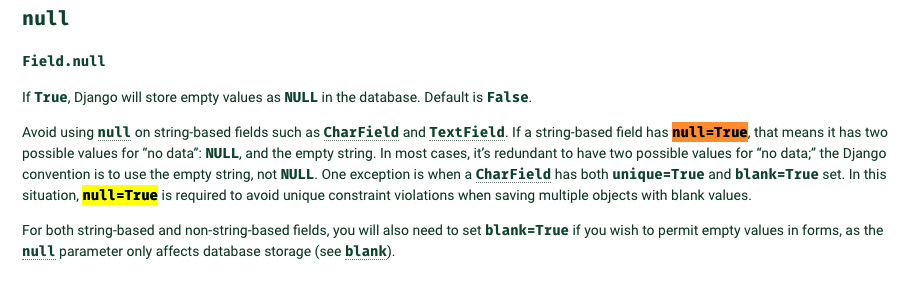 null
Field.null
If True, Django will store empty values as NULL in the database. Default is False.
Avoid using null on string-based fields such as CharField and TextField. If a string-based field has null=True, that means it has two
possible values for “no data”: NULL, and the empty string. In most cases, it’s redundant to have two possible values for “no data;” the Django
convention is to use the empty string, not NULL. One exception is when a CharField has both unique=True and blank=True set. In this
situation, null=True is required to avoid unique constraint violations when saving multiple objects with blank values.
For both string-based and non-string-based fields, you will also need to set blank=True if you wish to permit empty values in forms, as the
null parameter only affects database storage (see blank).